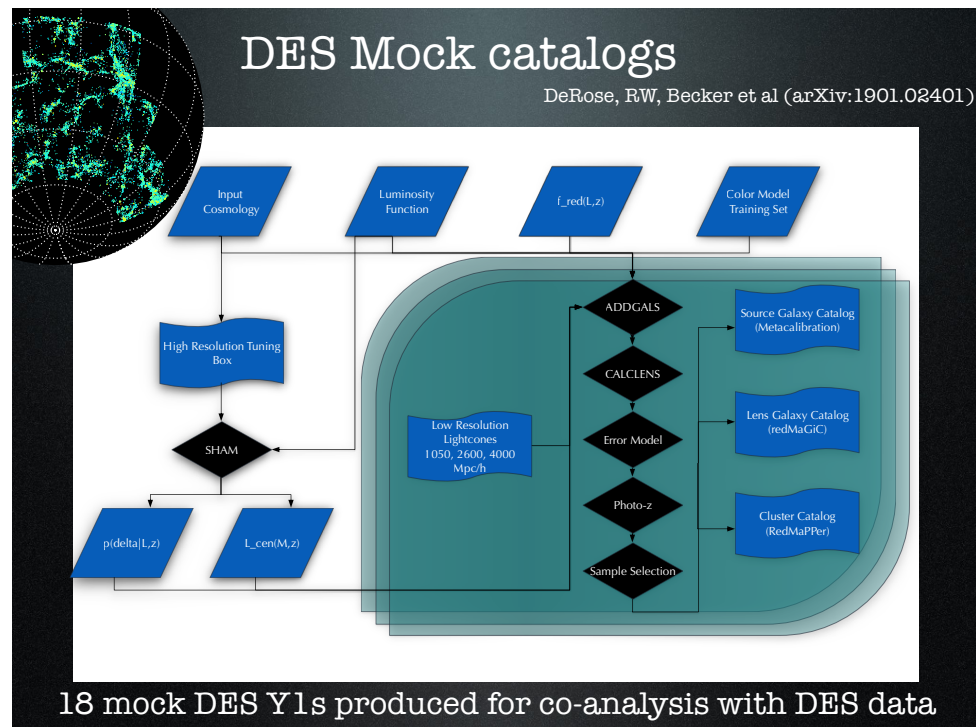 DES Mock catalogs
DeRose, RW, Becker et al (arXiv:1901.02401)
Input
Cosmology
Luminosity
Function
f_red(L,z)
Color Model
Training Set
ADDGALS
Source Galaxy Catalog
(Metacalibration)
High Resolution Tuning
Box
CALCLENS
Low Resolution
Lightcones
1050, 2600, 4000
Mpc/h
Error Model
Lens Galaxy Catalog
(redMaGiC)
SHAM
Photo-z
Cluster Catalog
(RedMaPPer)
p(delta|L,z)
L_cen(M,z)
Sample Selection
18 mock DES Y1s produced for co-analysis with DES data